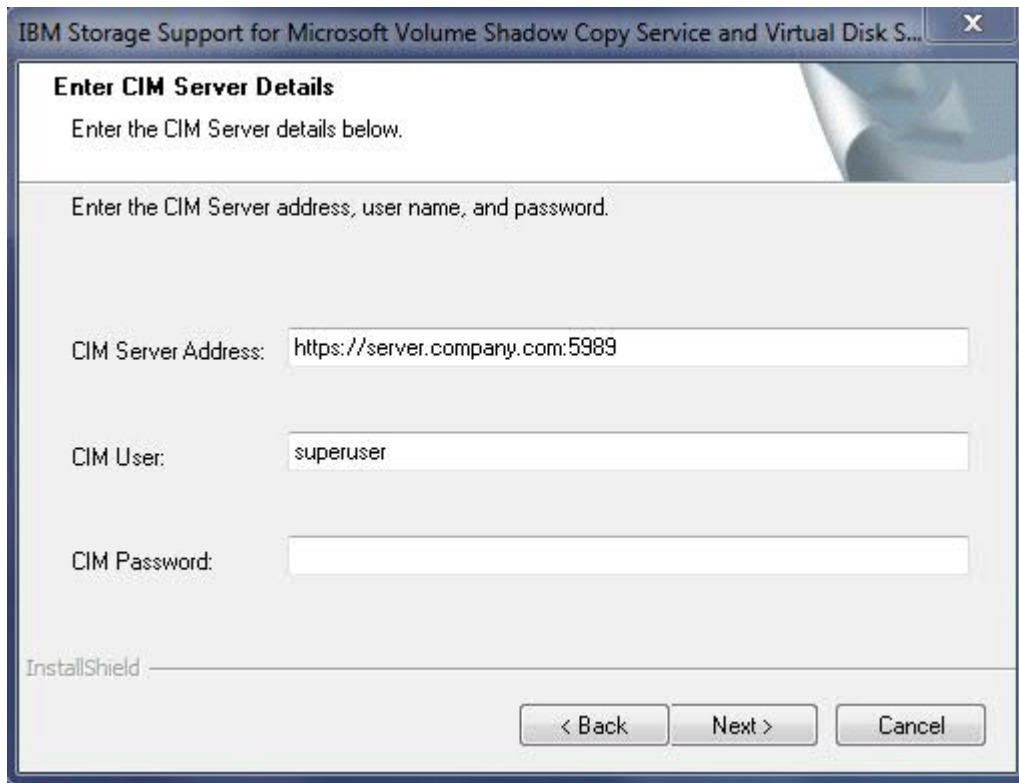 IBM Storage Support for Microsoft Volume Shadow Copy Service and Virtual Disk S...
Enter CIM Server Details
Enter the CIM Server details below.
Enter the CIM Server address, user name, and password.
CIM Server Address: https://server.company.com:5989
CIM User: superuser
CIM Password:
InstallShield
< Back Next > Cancel